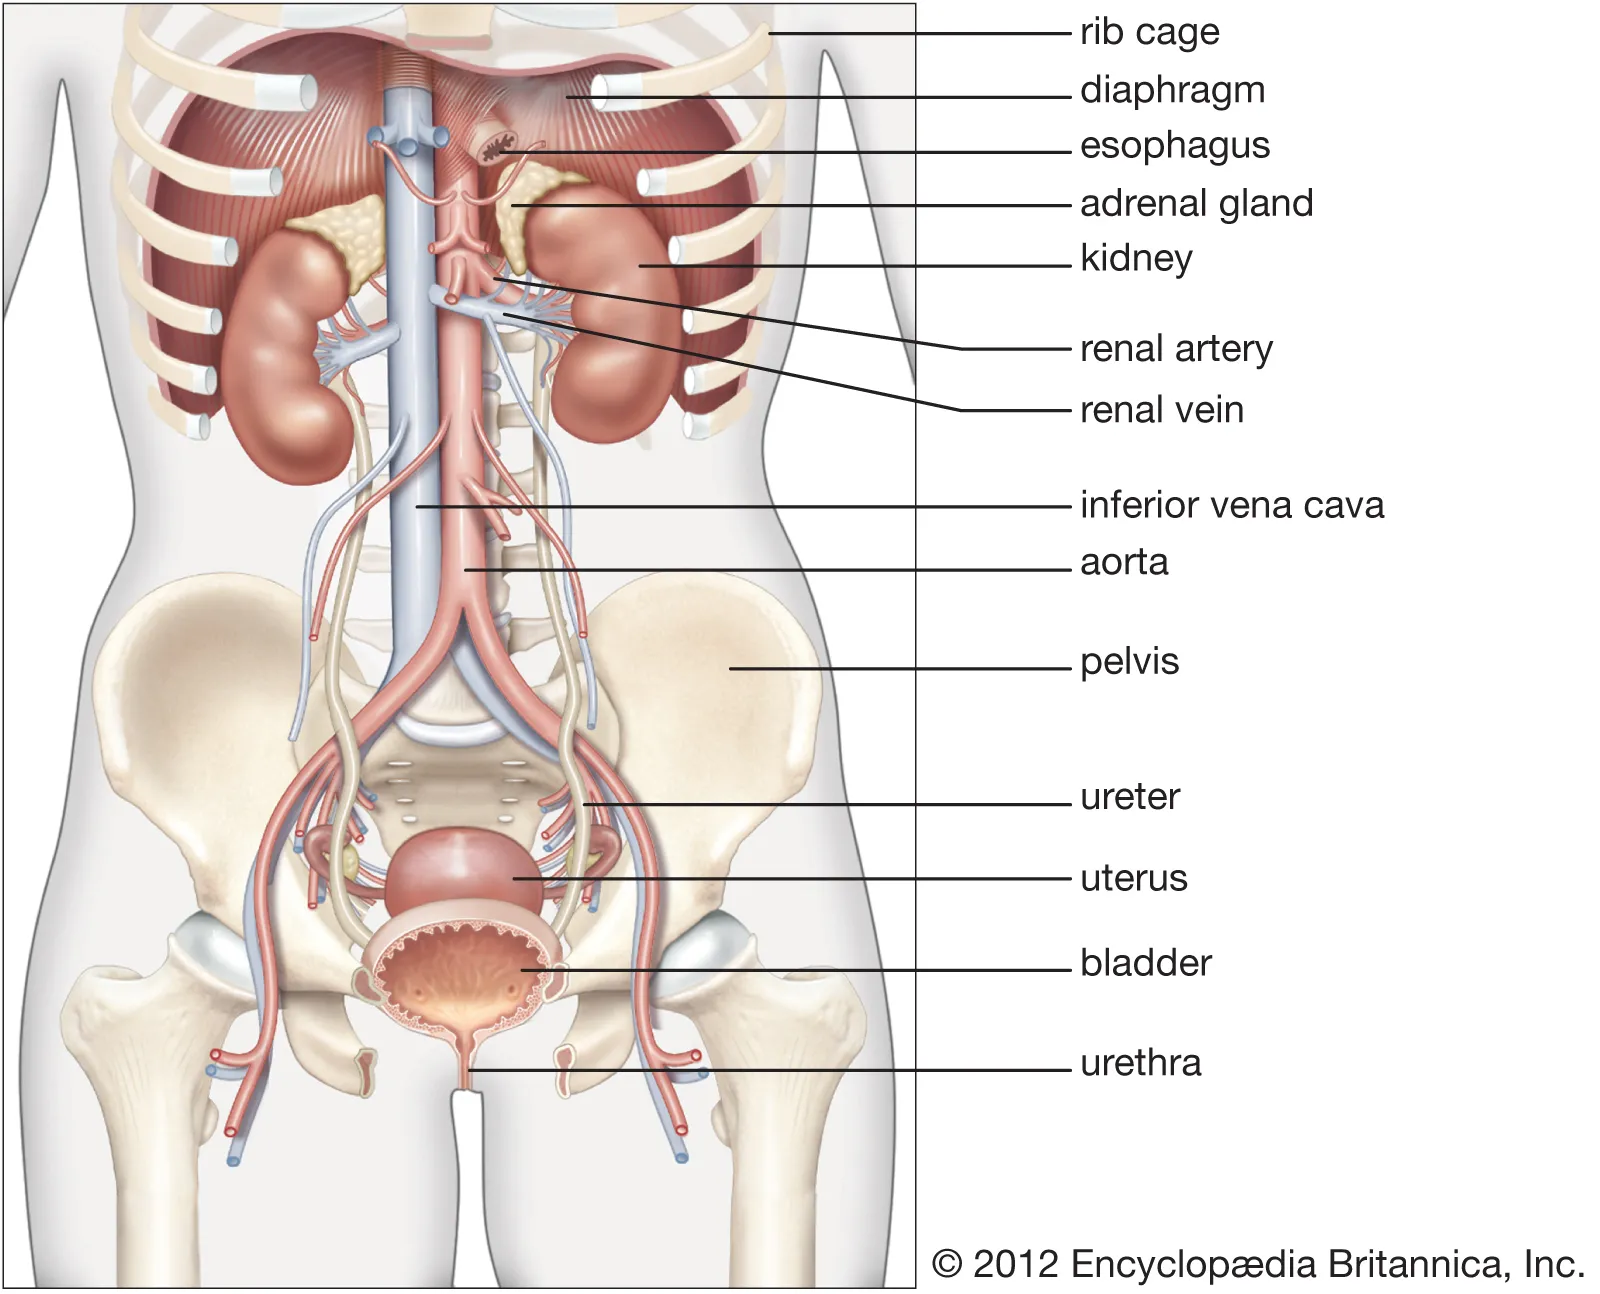 rib cage
diaphragm
esophagus
adrenal gland
kidney
renal artery
renal vein
inferior vena cava
aorta
pelvis
ureter
uterus
bladder
urethra
© 2012 Encyclopædia Britannica, Inc.